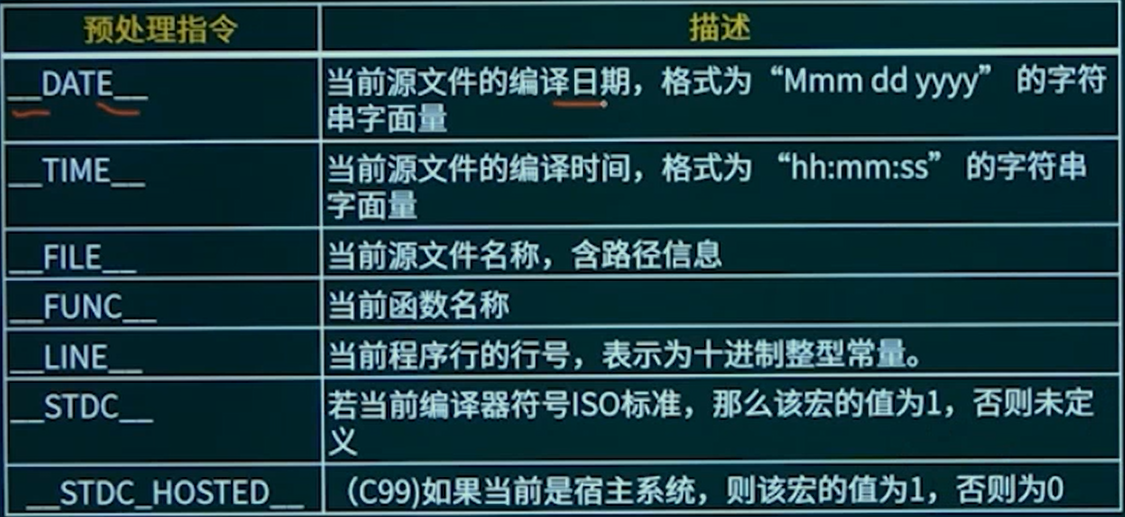 预处理指令 描述
__DATE__ 当前源文件的编译日期，格式为“Mmm dd yyyy” 的字符
串字面量
__TIME__ 当前源文件的编译时间，格式为 “hh:mm:ss” 的字符串
字面量
__FILE__ 当前源文件名称，含路径信息
__FUNC__ 当前函数名称
__LINE__ 当前程序行的行号，表示为十进制整型常量。
__STDC__ 若当前编译器符号ISO标准，那么该宏的值为1，否则未定
义
__STDC_HOSTED__ （C99)如果当前是宿主系统，则该宏的值为1，否则为0